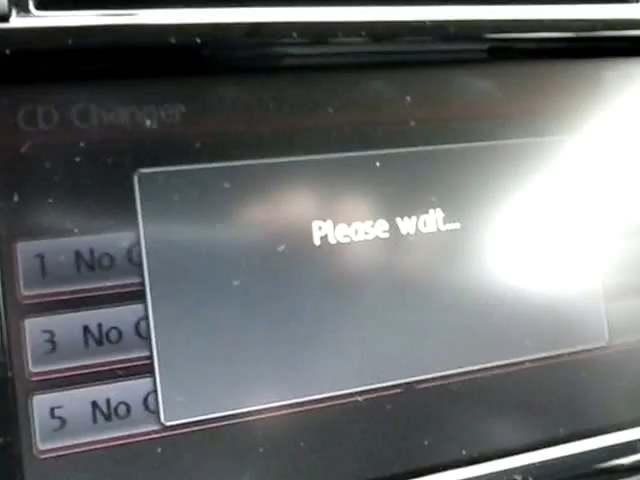 CD Changer
Please wait...
1 No C
3 No C
5 No C